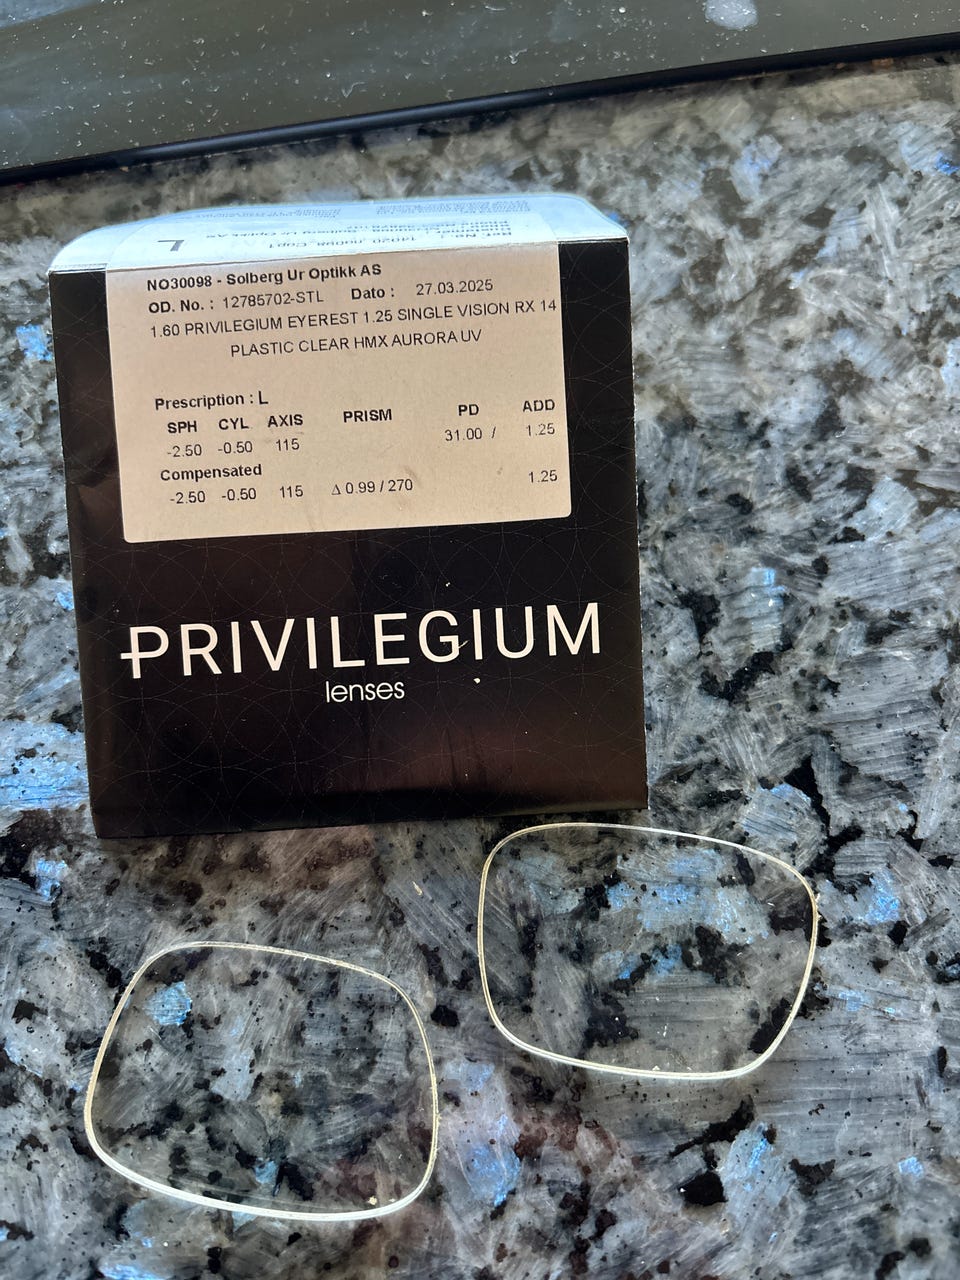 L
NO30098 - Solberg Ur Optikk AS
OD. No. : 12785702-STL Dato : 27.03.2025
1.60 PRIVILEGIUM EYEREST 1.25 SINGLE VISION RX 14
PLASTIC CLEAR HMX AURORA UV
Prescription : L
SPH CYL AXIS PRISM PD ADD
-2.50 -0.50 115 31.00 / 1.25
Compensated
-2.50 -0.50 115 Δ 0.99 / 270 1.25
PRIVILEGIUM
lenses